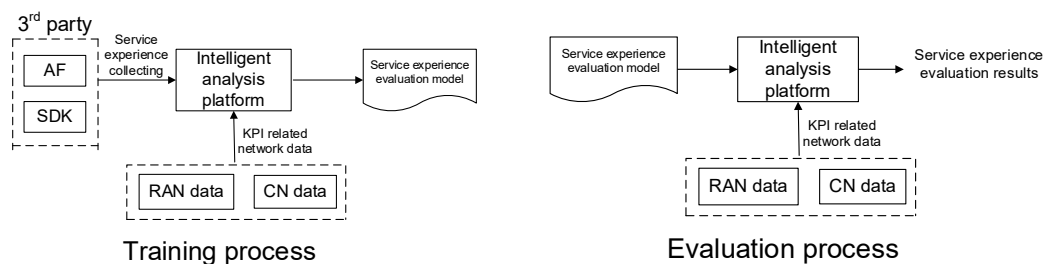 3rd party
AF
SDK
Service
experience
collecting
Intelligent
analysis
platform
Service experience
evaluation model
KPI related
network data
RAN data
CN data
Training process
Service experience
evaluation model
Intelligent
analysis
platform
Service experience
evaluation results
KPI related
network data
RAN data
CN data
Evaluation process